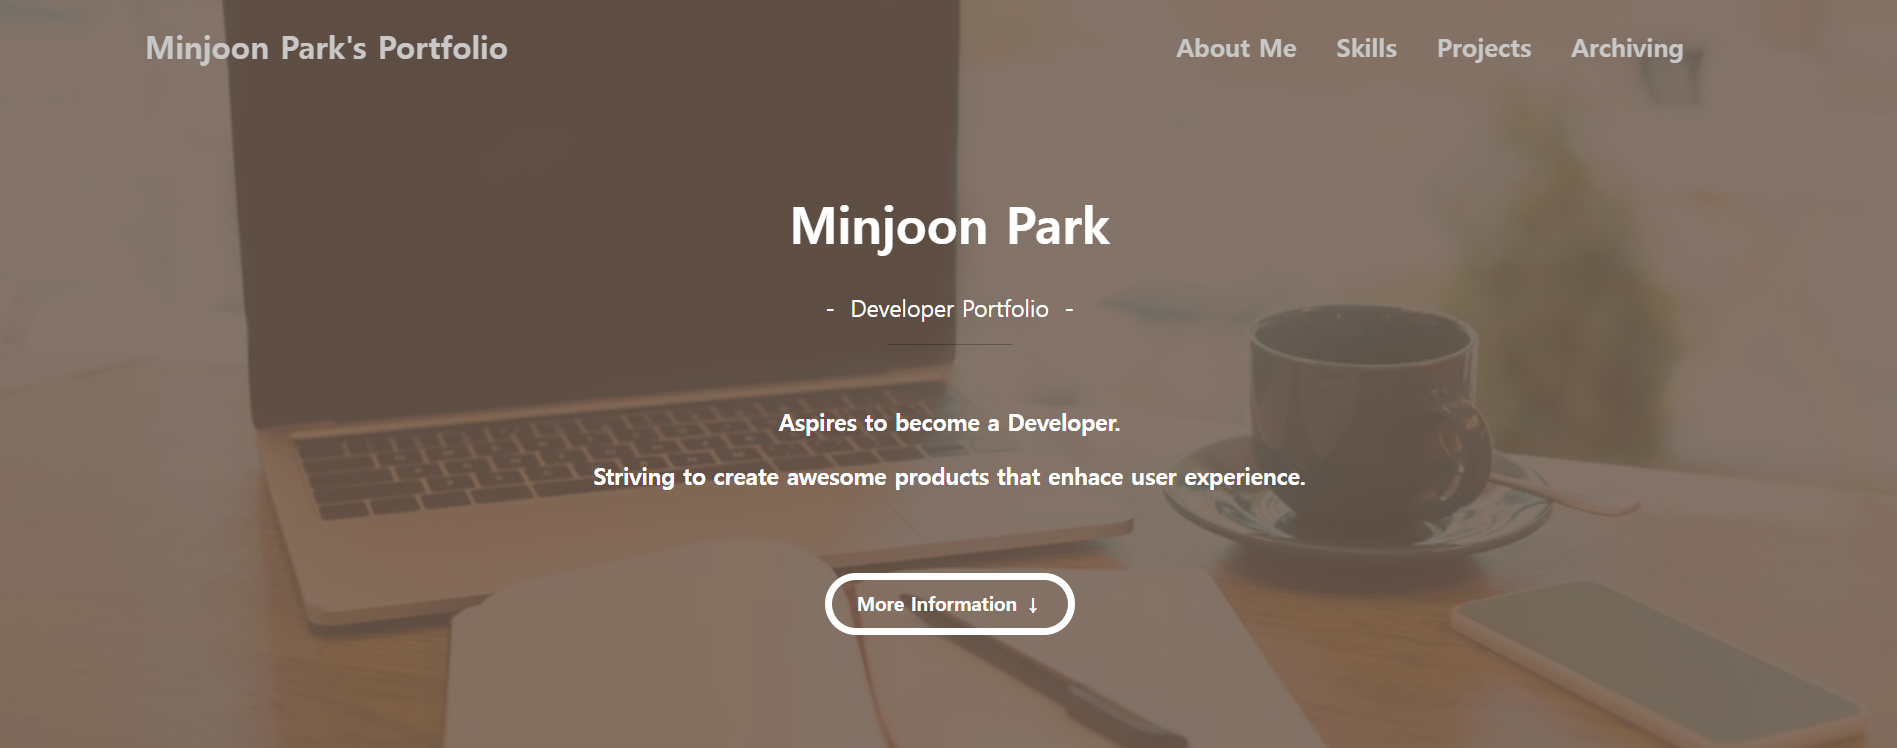 Minjoon Park's Portfolio
About Me Skills Projects Archiving
Minjoon Park
- Developer Portfolio -
Aspires to become a Developer.
Striving to create awesome products that enhace user experience.
More Information ↓